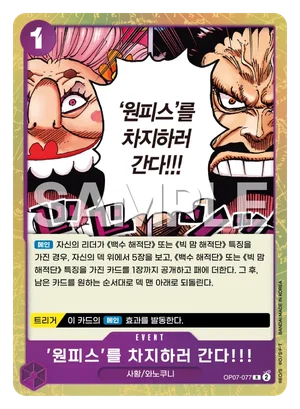 1
'원피스'를
차지하러
간다!!!
SAMPLE
메인 자신의 리더가 《백수 해적단》 또는 《빅 맘 해적단》 특징을
가진 경우, 자신의 덱 위에서 5장을 보고, 《백수 해적단》 또는 《빅 맘
해적단》 특징을 가진 카드를 1장까지 공개하고 패에 더한다. 그 후,
남은 카드를 원하는 순서대로 덱 맨 아래로 되돌린다.
트리거 이 카드의 메인 효과를 발동한다.
EVENT
'원피스'를 차지하러 간다!!!
사황/와노쿠니
OP07-077 R 2